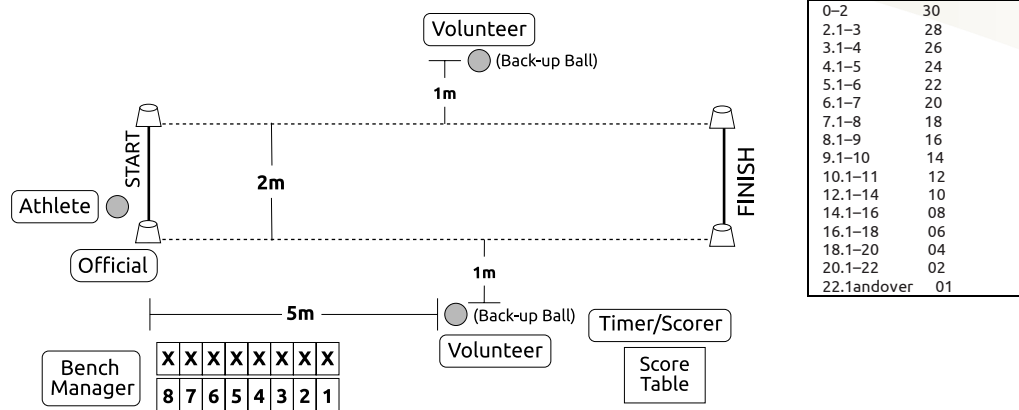 Volunteer
(Back-up Ball)
1m
START
2m
FINISH
Athlete
Official
1m
5m
(Back-up Ball)
Volunteer
Timer/Scorer
Score
Table
Bench
Manager
X X X X X X X X
8 7 6 5 4 3 2 1
0–2 30
2.1–3 28
3.1–4 26
4.1–5 24
5.1–6 22
6.1–7 20
7.1–8 18
8.1–9 16
9.1–10 14
10.1–11 12
12.1–14 10
14.1–16 08
16.1–18 06
18.1–20 04
20.1–22 02
22.1andover 01